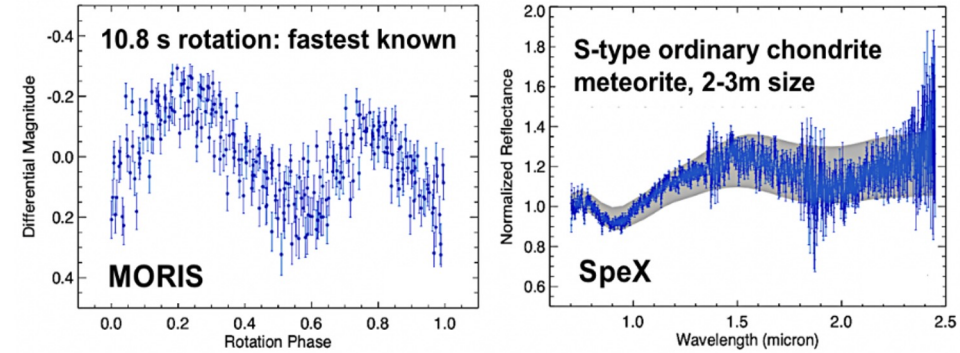 10.8 s rotation: fastest known
Differential Magnitude
-0.4
-0.2
0.0
0.2
0.4
MORIS
0.0 0.2 0.4 0.6 0.8 1.0
Rotation Phase
S-type ordinary chondrite
meteorite, 2-3m size
Normalized Reflectance
2.0
1.8
1.6
1.4
1.2
1.0
0.8
0.6
SpeX
1.0 1.5 2.0 2.5
Wavelength (micron)